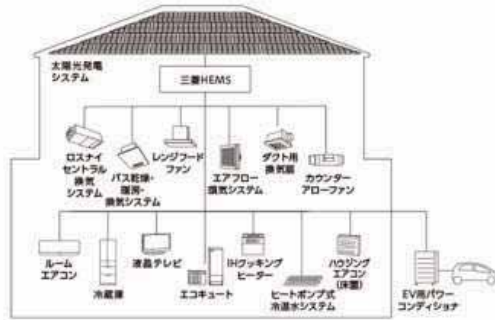 太陽光発電
システム
三菱HEMS
ロスナイ
セントラル
換気
システム
バス乾燥・
暖房・
換気システム
レンジフード
ファン
エアフロー
換気システム
ダクト用
換気扇
カウンター
アローファン
ルーム
エアコン
冷蔵庫
液晶テレビ
エコキュート
IHクッキング
ヒーター
ヒートポンプ式
冷温水システム
ハウジング
エアコン
(床置)
EV用パワー
コンディショナ